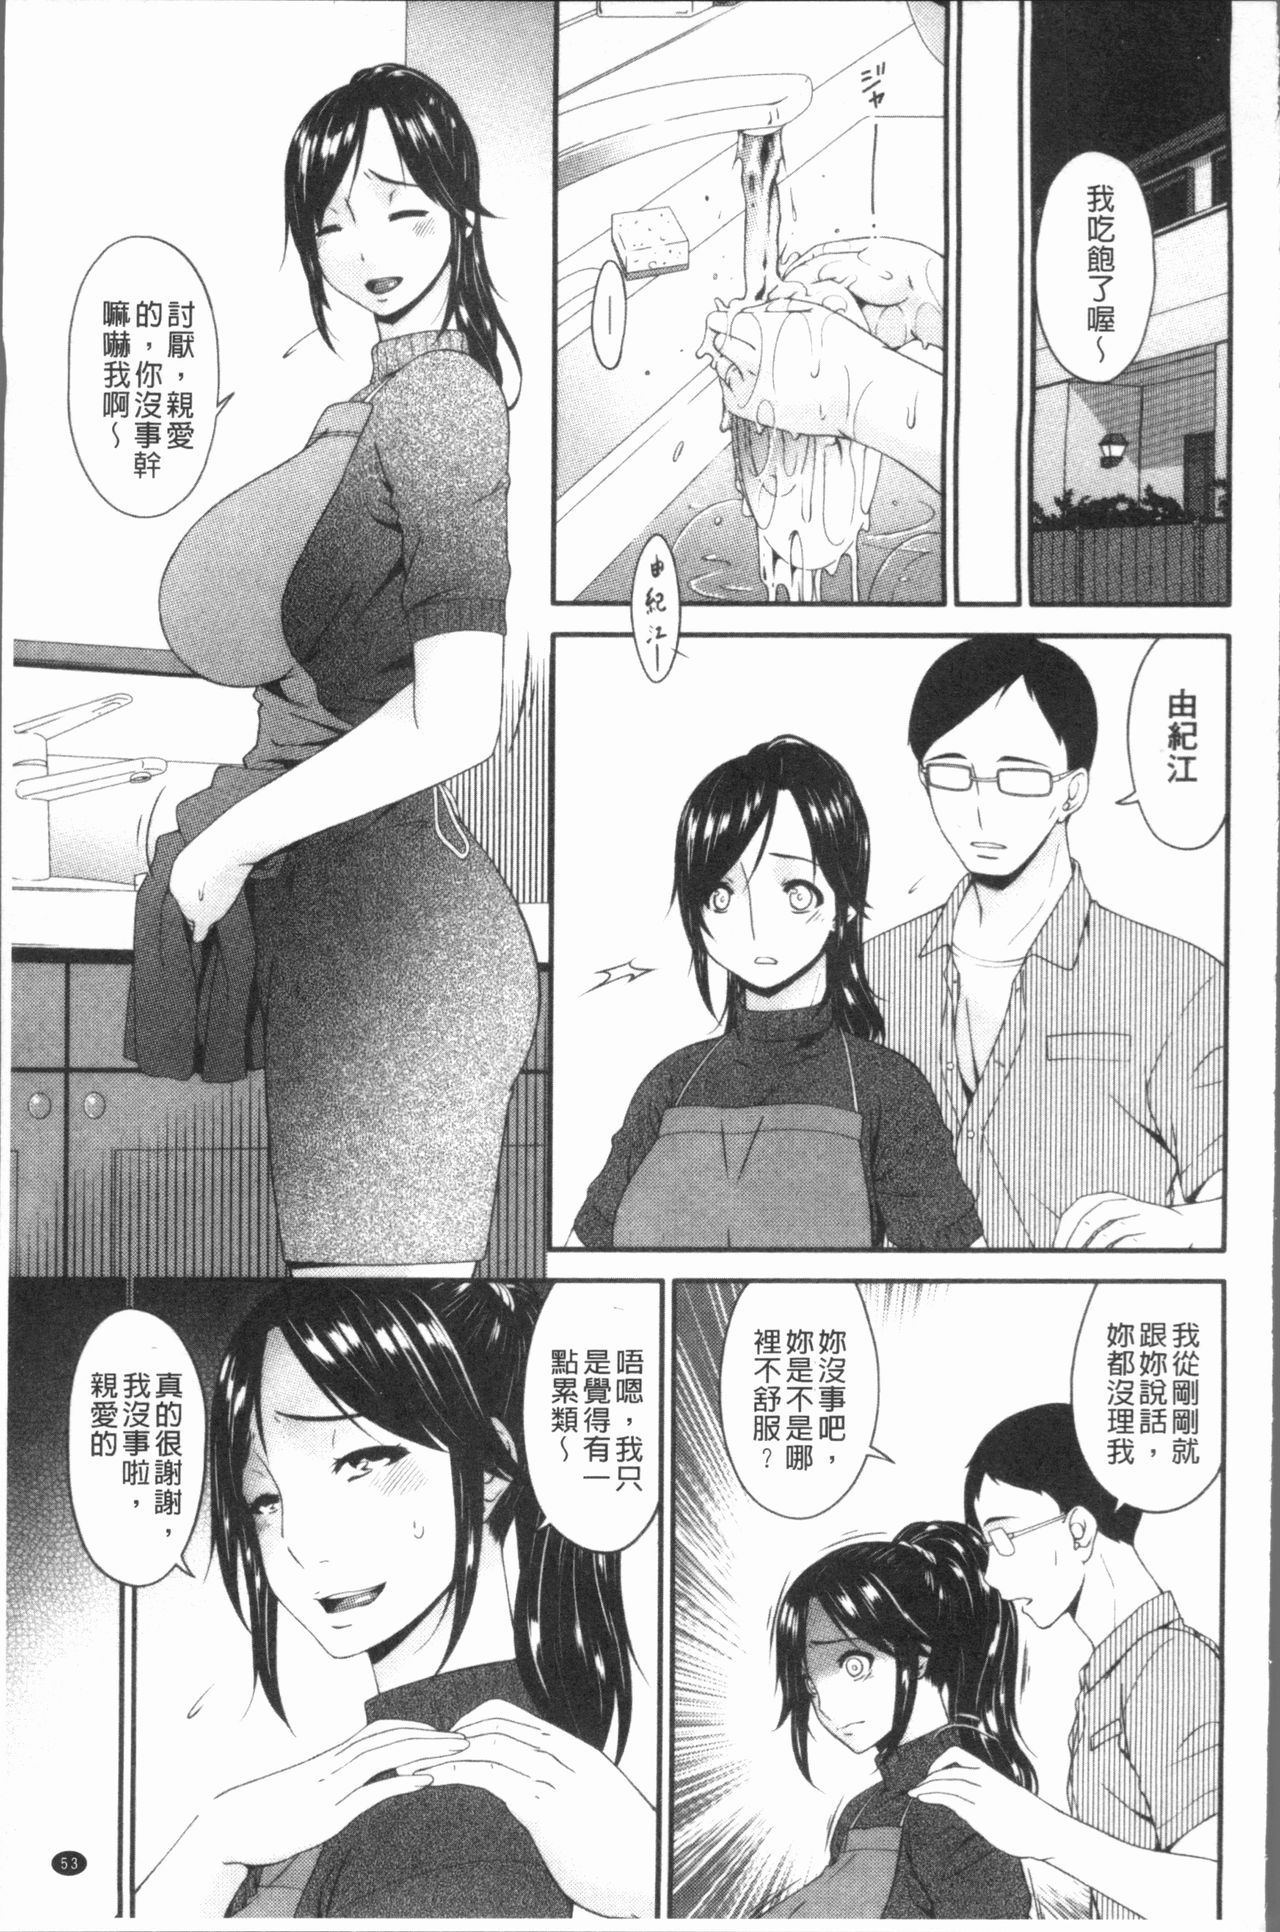 我吃飽了喔～
ジャー
由紀江ー
由紀江
討厭，親愛
的，你沒事幹
嘛嚇我啊～
我從剛剛就
跟妳說話，
妳都沒理我
妳沒事吧，
妳是不是哪
裡不舒服？
唔嗯，我只
是覺得有一
點累類～
真的很謝謝，
我沒事啦，
親愛的
53